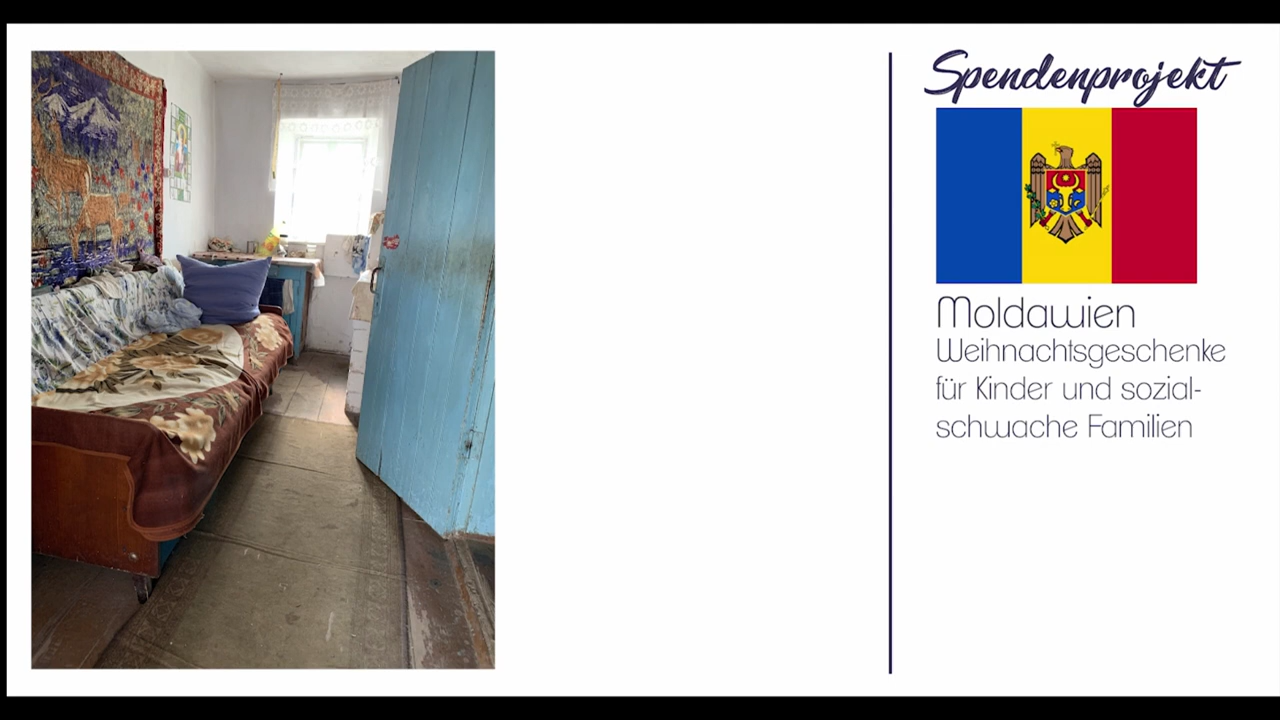 Spendenprojekt
Moldawien
Weihnachtsgeschenke
für Kinder und sozial-
schwache Familien